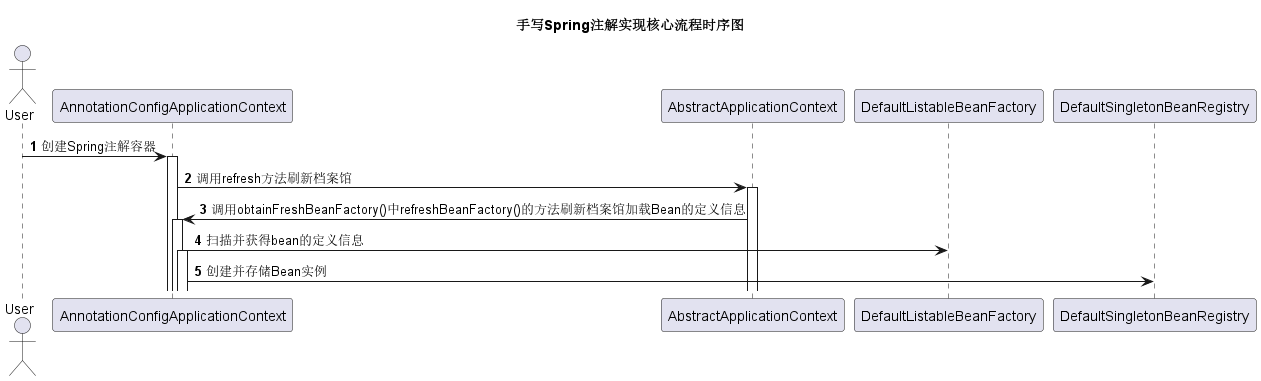 手写Spring注解实现核心流程时序图
User
AnnotationConfigApplicationContext
AbstractApplicationContext
DefaultListableBeanFactory
DefaultSingletonBeanRegistry
1 创建Spring注解容器
2 调用refresh方法刷新档案馆
3 调用obtainFreshBeanFactory()中refreshBeanFactory()的方法刷新档案馆加载Bean的定义信息
4 扫描并获得bean的定义信息
5 创建并存储Bean实例
User
AnnotationConfigApplicationContext
AbstractApplicationContext
DefaultListableBeanFactory
DefaultSingletonBeanRegistry